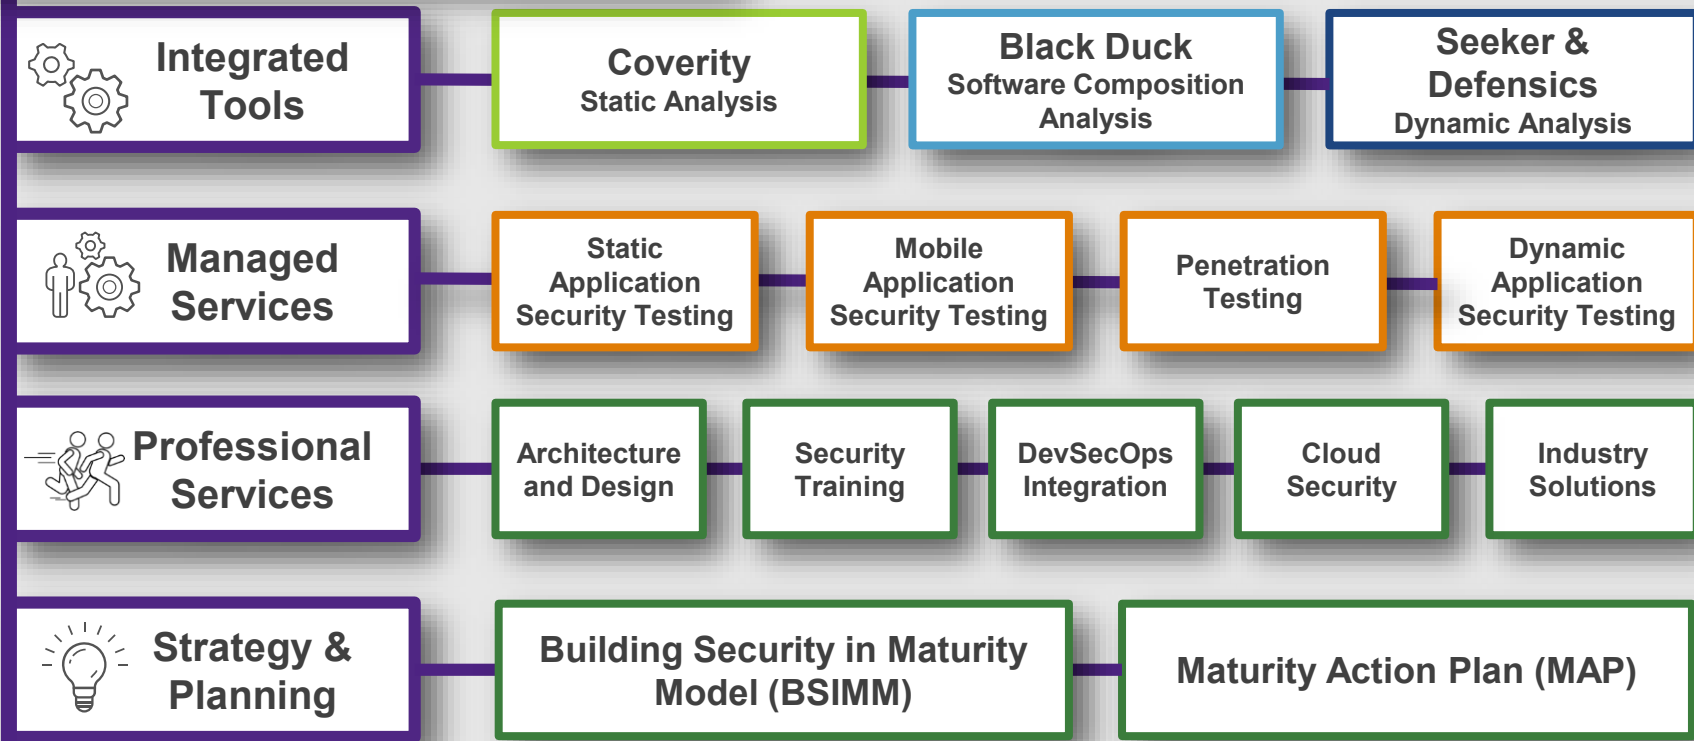 Integrated
Tools
Coverity
Static Analysis
Black Duck
Software Composition
Analysis
Seeker &
Defensics
Dynamic Analysis
Managed
Services
Static
Application
Security Testing
Mobile
Application
Security Testing
Penetration
Testing
Dynamic
Application
Security Testing
Professional
Services
Architecture
and Design
Security
Training
DevSecOps
Integration
Cloud
Security
Industry
Solutions
Strategy &
Planning
Building Security in Maturity
Model (BSIMM)
Maturity Action Plan (MAP)